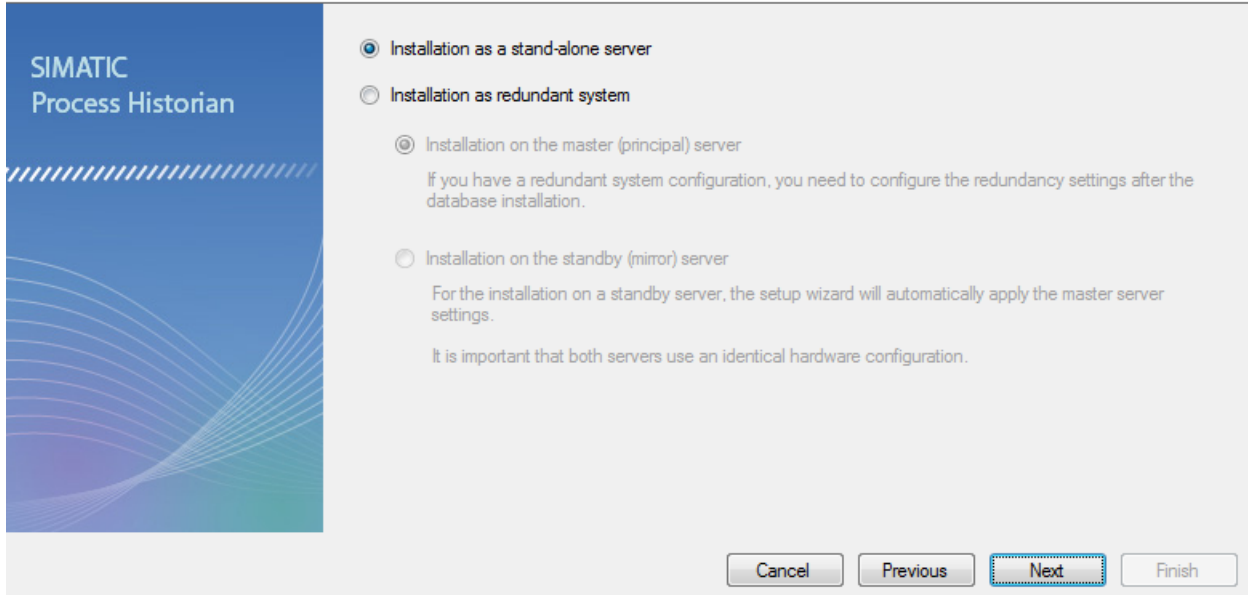 SIMATIC
Process Historian
Installation as a stand-alone server
Installation as redundant system
Installation on the master (principal) server
If you have a redundant system configuration, you need to configure the redundancy settings after the
database installation.
Installation on the standby (mirror) server
For the installation on a standby server, the setup wizard will automatically apply the master server
settings.
It is important that both servers use an identical hardware configuration.
Cancel
Previous
Next
Finish